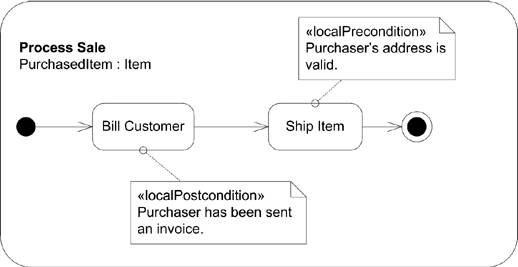 Process Sale
PurchasedItem : Item
«localPrecondition»
Purchaser's address is
valid.
Bill Customer
Ship Item
«localPostcondition»
Purchaser has been sent
an invoice.